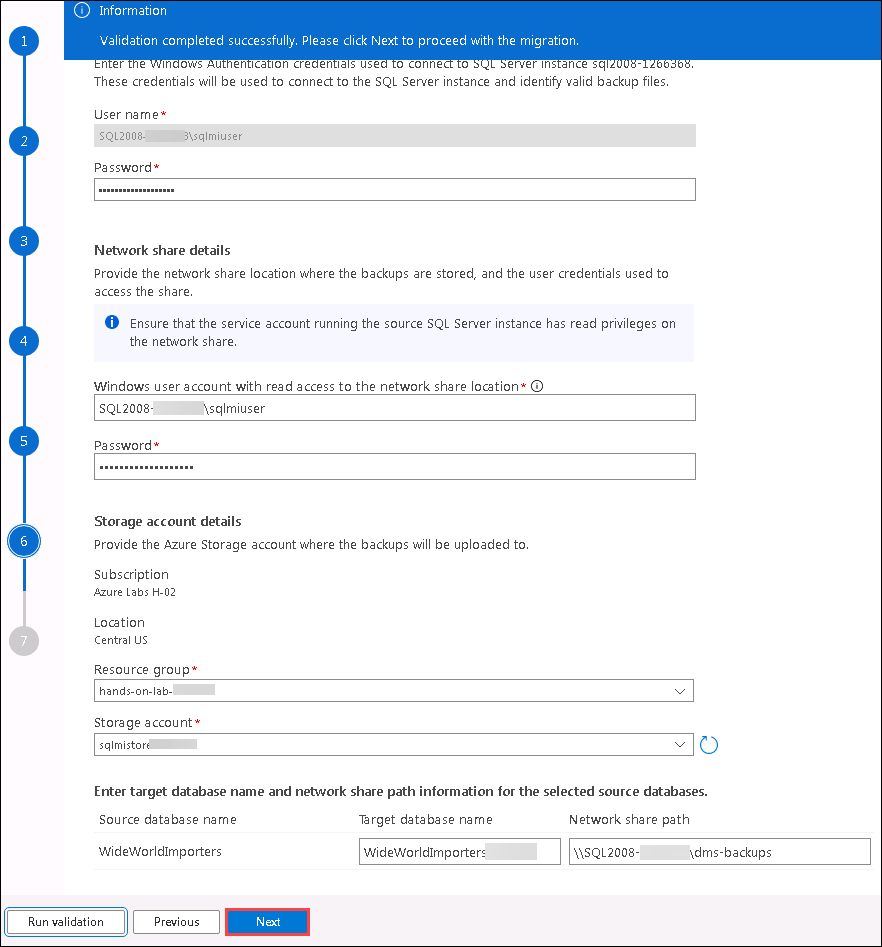 Information
Validation completed successfully. Please click Next to proceed with the migration.
1
Enter the Windows Authentication credentials used to connect to SQL Server instance sql2008-1266368.
These credentials will be used to connect to the SQL Server instance and identify valid backup files.
User name*
2
SQL2008- 3\sqlmiuser
Password*
••••••••••••••••••
3
Network share details
Provide the network share location where the backups are stored, and the user credentials used to
access the share.
4
Ensure that the service account running the source SQL Server instance has read privileges on
the network share.
Windows user account with read access to the network share location*
SQL2008- \sqlmiuser
5
Password*
••••••••••••••••••
6
Storage account details
Provide the Azure Storage account where the backups will be uploaded to.
Subscription
Azure Labs H-02
7
Location
Central US
Resource group*
hands-on-lab-
Storage account*
sqlmistore
Enter target database name and network share path information for the selected source databases.
Source database name Target database name Network share path
WideWorldImporters WideWorldImporters \\SQL2008- \dms-backups
Run validation Previous Next